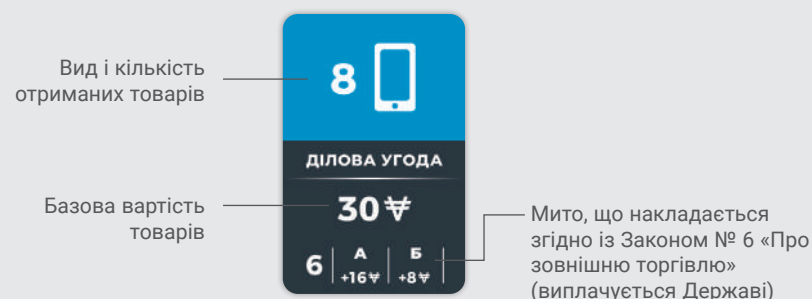 Вид і кількість
отриманих товарів
8
ДІЛОВА УГОДА
Базова вартість
товарів
30 ₩
6 | А +16₩ | Б +8₩ |
Мито, що накладається
згідно із Законом № 6 «Про
зовнішню торгівлю»
(виплачується Державі)